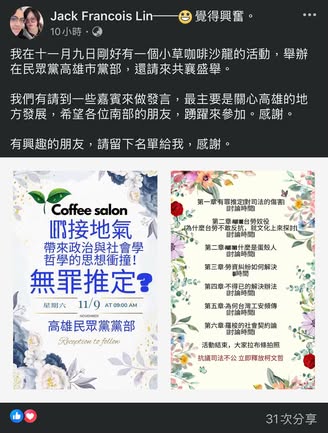 Jack Francois Lin——😀覺得興奮。
10 小時
我在十一月九日剛好有一個小草咖啡沙龍的活動，舉辦
在民眾黨高雄市黨部，還請來共襄盛舉。
我們有請到一些嘉賓來做發言，最主要是關心高雄的地
方發展，希望各位南部的朋友，踴躍來參加。感謝。
有興趣的朋友，請留下名單給我，感謝。
Coffee salon
接地氣
帶來政治與社會學
哲學的思想衝撞！
無罪推定？
星期六 11/9 AT 09:00 AM
NOVEMBER
高雄民眾黨黨部
Reception to follow
第一章有罪推定(對司法的傷害)
(討論時間)
台勞奴役
(為什麼台勞不敢反抗，就文化上來探討)
(討論時間)
第二章 什麼是蛋殼人
(討論時間)
第三章勞資糾紛如何解決
時間)
第四章不得已的解決辦法
(討論時間)
第五章:為何台灣工安頻傳
(討論時間)
第六章:羅梭的社會契約論
(討論時間)
活動結束，大家拉布條拍照
抗議司法不公 立即釋放柯文哲
31次分享